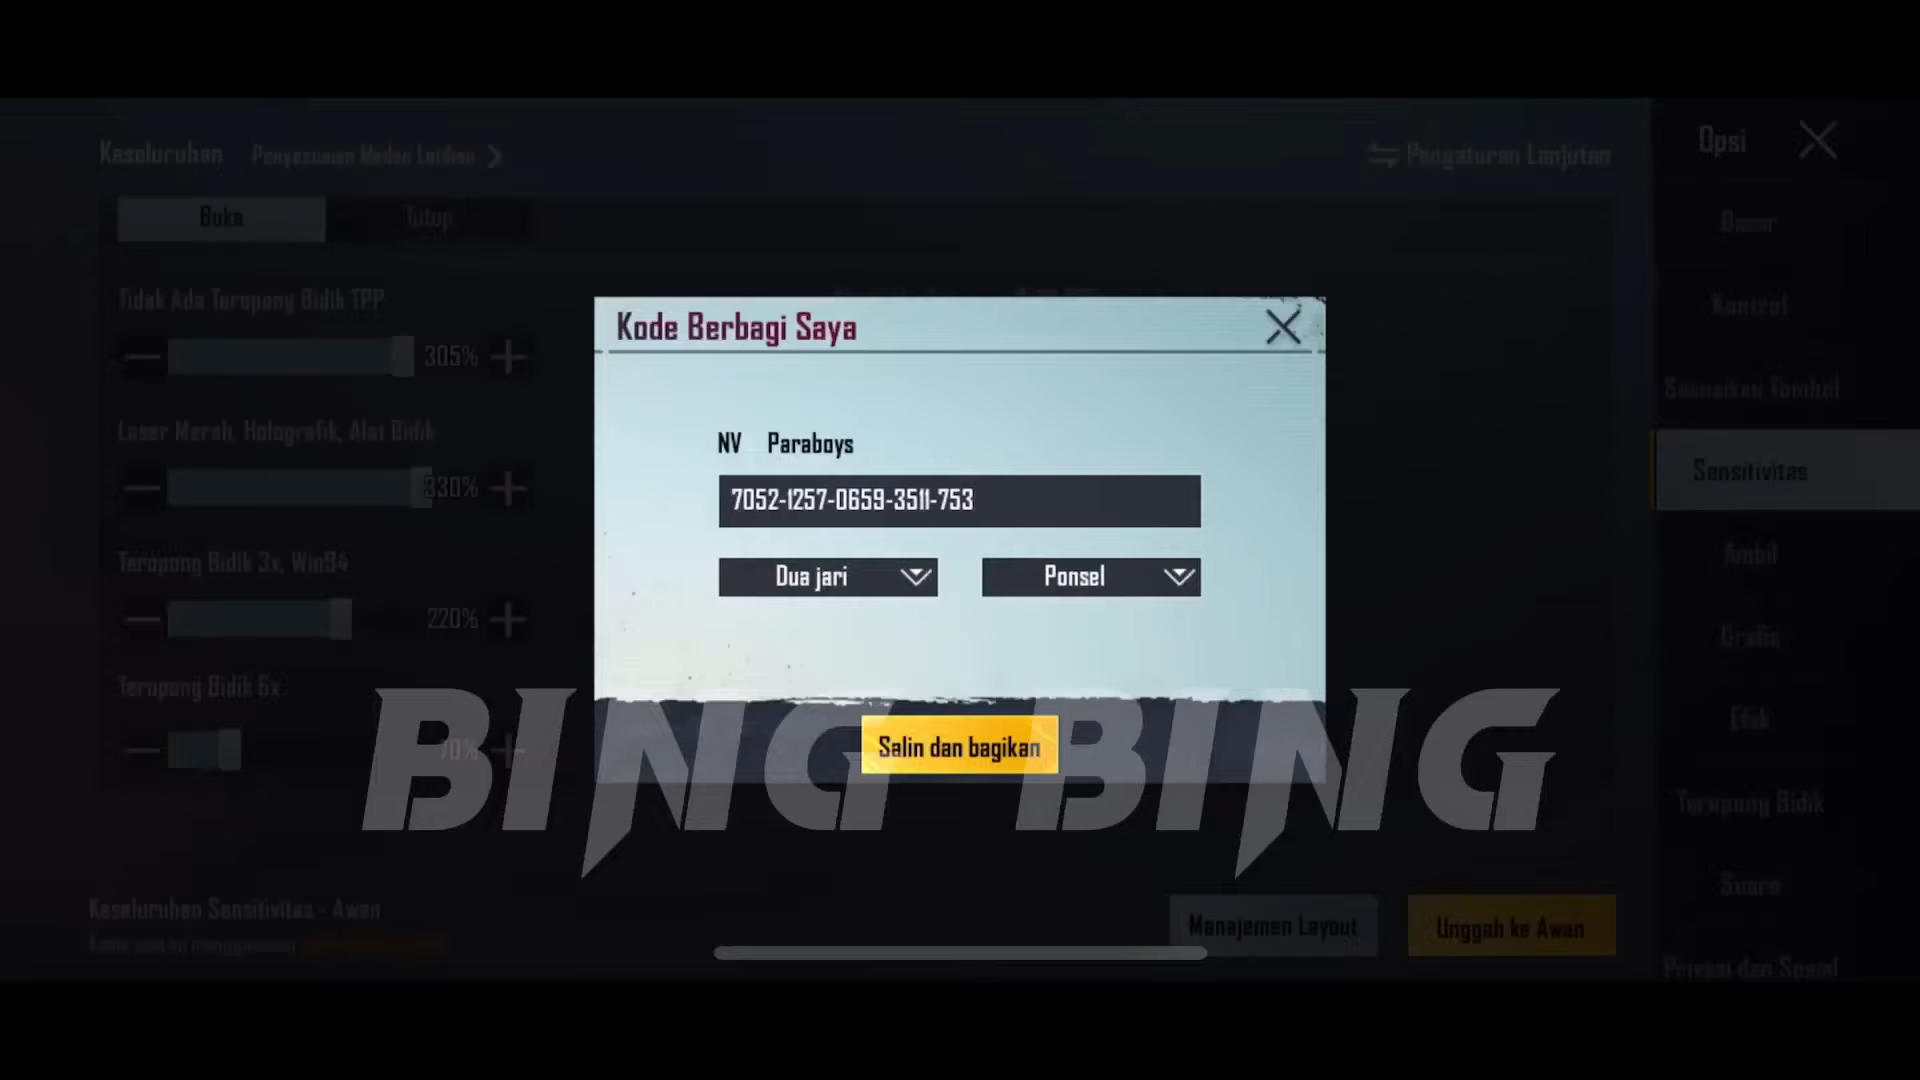 Keseluruhan Penyesuaian Medan Latihan
Pengaturan Lanjutan
Opsi
Buka Tutup
Dasar
Tidak Ada Teropong Bidik TPP
305%
Kontrol
Kode Berbagi Saya
Sesuaikan Tombol
Laser Merah, Holografik, Alat Bidik
330%
NV Paraboys
7052-1257-0659-3511-753
Sensitivitas
Dua jari
Ponsel
Teropong Bidik 3x, Win94
220%
Ambil
Grafis
Teropong Bidik 6x
70%
Efek
BING BING
Salin dan bagikan
Teropong Bidik
Suara
Keseluruhan Sensitivitas - Awan
Manajemen Layout
Unggah ke Awan
Privasi dan Sosial